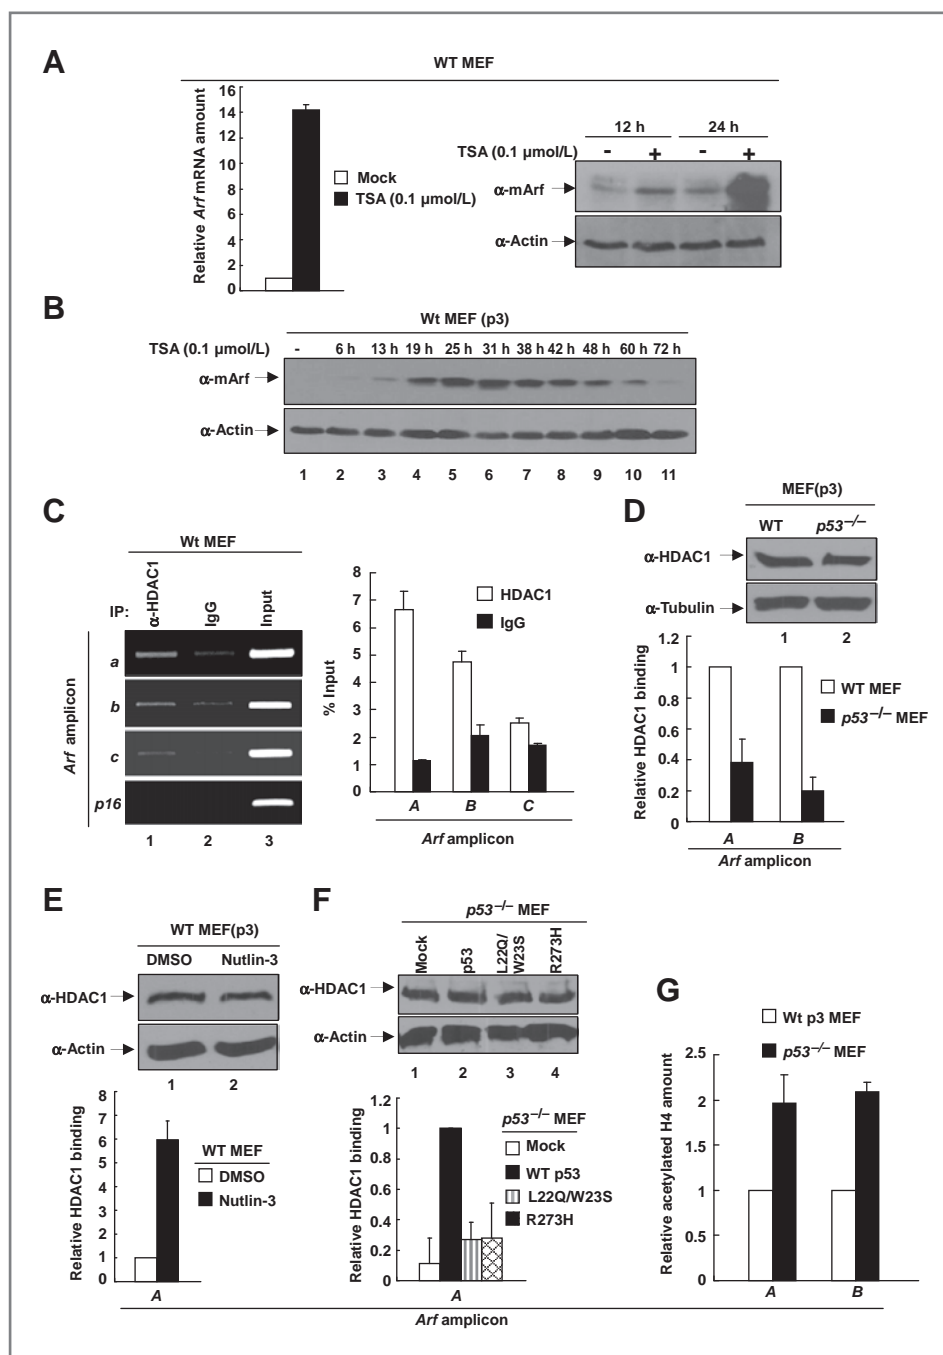 A
WT MEF
Relative Arf mRNA amount
16
14
12
10
8
6
4
2
0
Mock
TSA (0.1 µmol/L)
12 h 24 h
TSA (0.1 µmol/L) - + - +
α-mArf
α-Actin
B
Wt MEF (p3)
TSA (0.1 µmol/L) - 6 h 13 h 19 h 25 h 31 h 38 h 42 h 48 h 60 h 72 h
α-mArf
α-Actin
1 2 3 4 5 6 7 8 9 10 11
C
Wt MEF
IP: α-HDAC1 IgG Input
Arf amplicon
a
b
c
p16
1 2 3
% Input
8
7
6
5
4
3
2
1
0
HDAC1
IgG
A B C
Arf amplicon
D
MEF(p3)
WT p53–/–
α-HDAC1
α-Tubulin
1 2
Relative HDAC1 binding
1.2
1
0.8
0.6
0.4
0.2
0
WT MEF
p53–/– MEF
A B
Arf amplicon
E
WT MEF(p3)
DMSO Nutlin-3
α-HDAC1
α-Actin
1 2
Relative HDAC1 binding
8
7
6
5
4
3
2
1
0
WT MEF
DMSO
Nutlin-3
A
F
p53–/– MEF
Mock p53 L22Q/W23S R273H
α-HDAC1
α-Actin
1 2 3 4
Relative HDAC1 binding
1.2
1
0.8
0.6
0.4
0.2
0
p53–/– MEF
Mock
WT p53
L22Q/W23S
R273H
A
G
Wt p3 MEF
p53–/– MEF
Relative acetylated H4 amount
2.5
2
1.5
1
0.5
0
A B
Arf amplicon